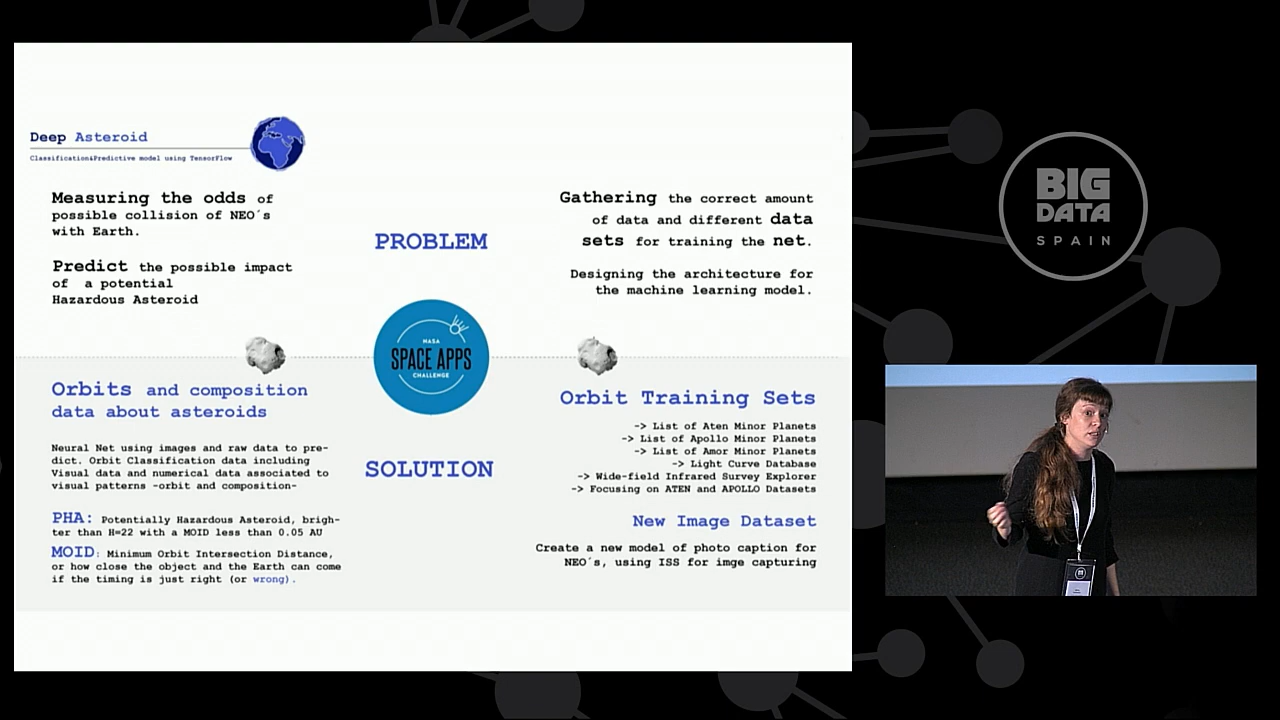 Deep Asteroid
Classification&Predictive model using TensorFlow
Measuring the odds of
possible collision of NEO´s
with Earth.
Predict the possible impact
of a potential
Hazardous Asteroid
PROBLEM
Gathering the correct amount
of data and different data
sets for training the net.
Designing the architecture for
the machine learning model.
NASA
SPACE APPS
CHALLENGE
Orbits and composition
data about asteroids
Neural Net using images and raw data to pre-
dict. Orbit Classification data including
Visual data and numerical data associated to
visual patterns -orbit and composition-
PHA: Potentially Hazardous Asteroid, brigh-
ter than H=22 with a MOID less than 0.05 AU
MOID: Minimum Orbit Intersection Distance,
or how close the object and the Earth can come
if the timing is just right (or wrong).
SOLUTION
Orbit Training Sets
-> List of Aten Minor Planets
-> List of Apollo Minor Planets
-> List of Amor Minor Planets
-> Light Curve Database
-> Wide-field Infrared Survey Explorer
-> Focusing on ATEN and APOLLO Datasets
New Image Dataset
Create a new model of photo caption for
NEO´s, using ISS for imge capturing
BIG
DATA
SPAIN